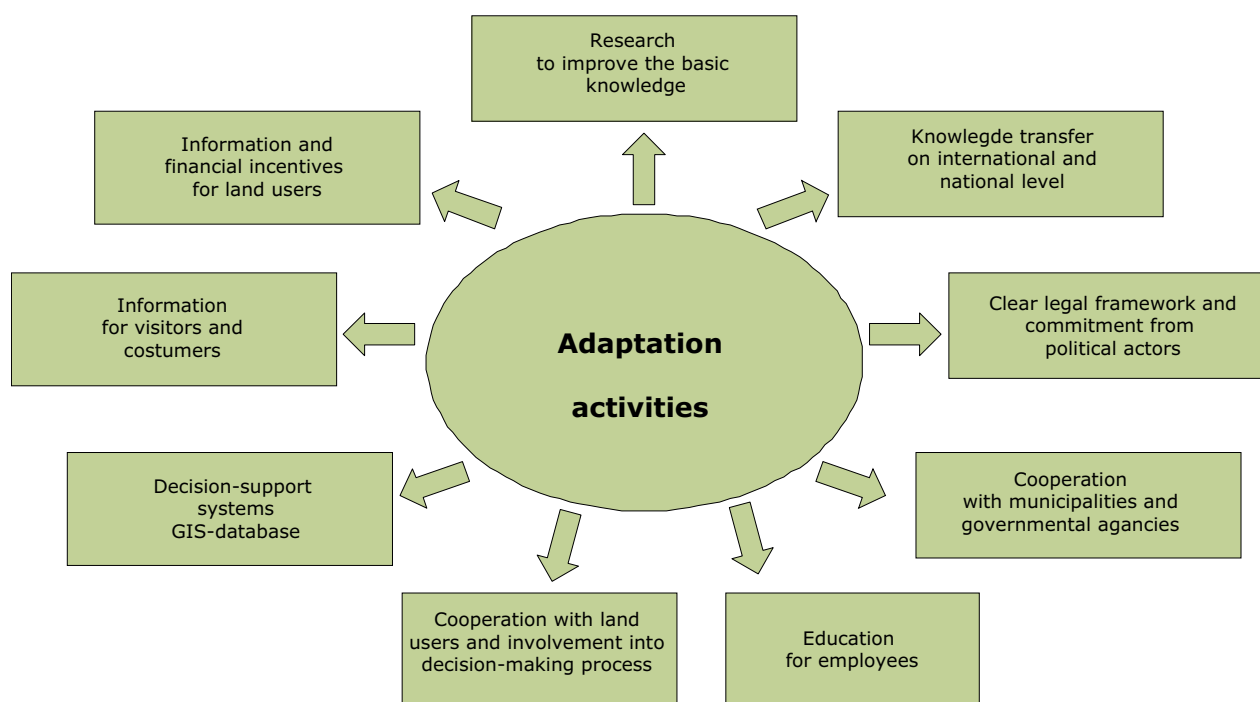 Research
to improve the basic
knowledge
Information and
financial incentives
for land users
Knowlegde transfer
on international and
national level
Information
for visitors and
costumers
Clear legal framework and
commitment from
political actors
Adaptation
activities
Decision-support
systems
GIS-database
Cooperation
with municipalities and
governmental agancies
Cooperation with land
users and involvement into
decision-making process
Education
for employees